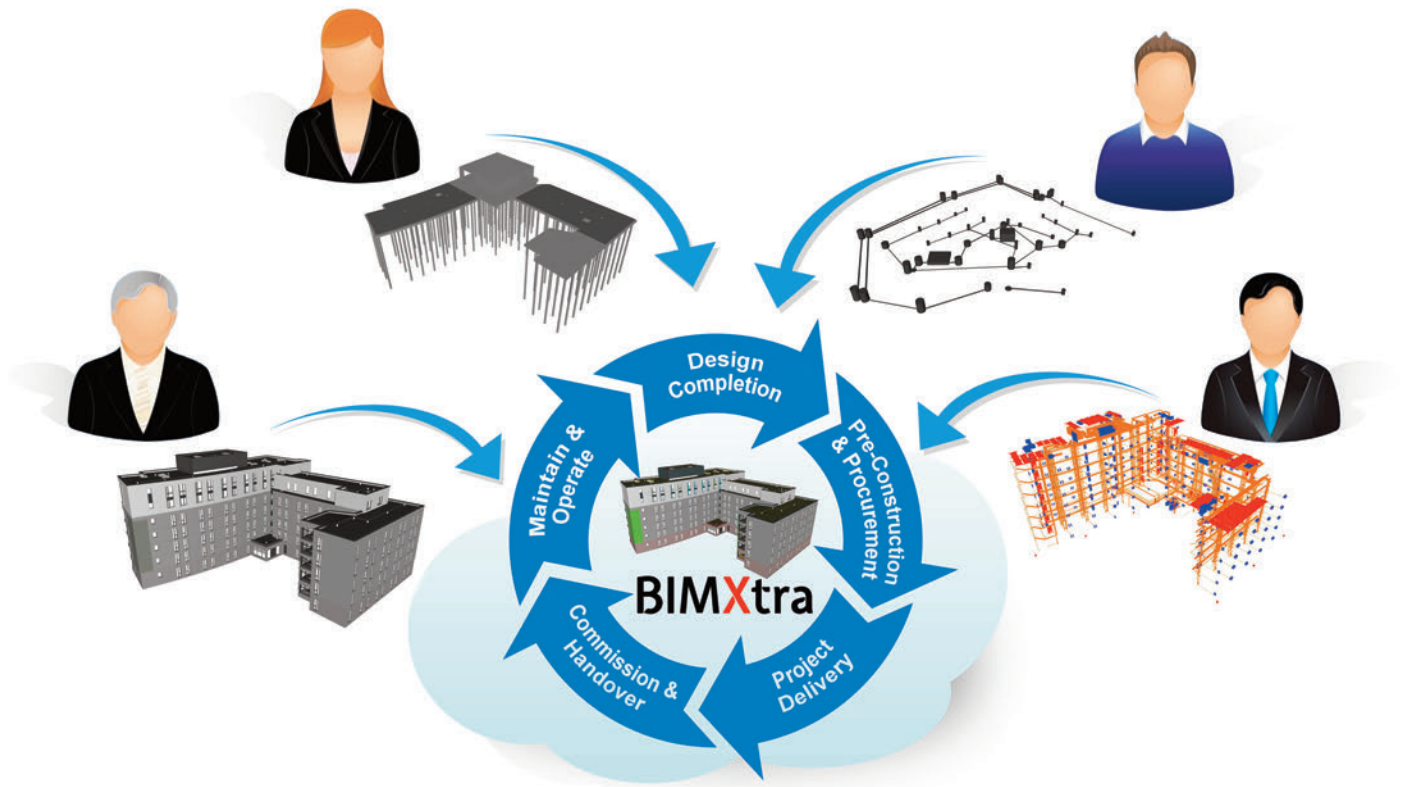 Design
Completion
Pre-Construction
& Procurement
Project
Delivery
Commission &
Handover
Maintain &
Operate
BIMXtra